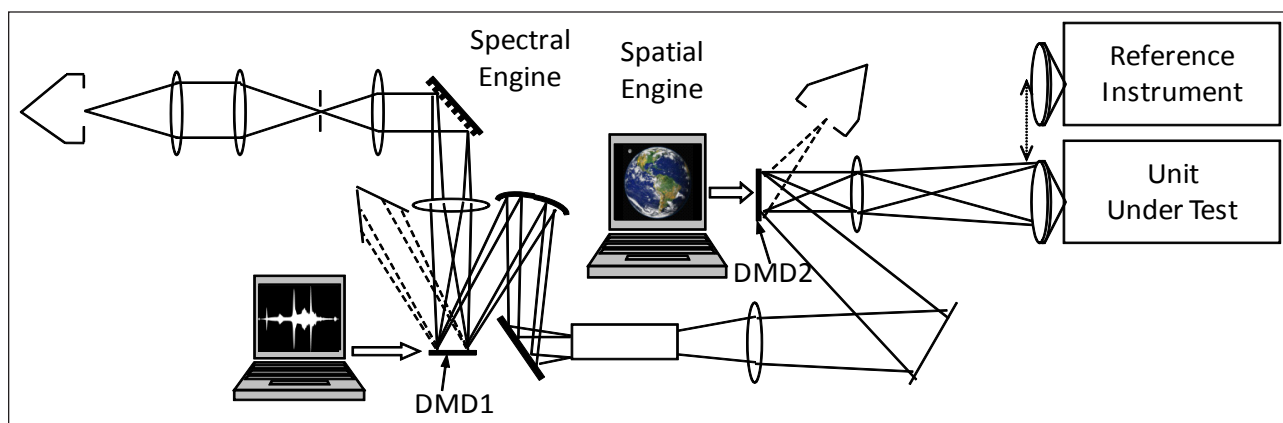 Spectral
Engine
Spatial
Engine
Reference
Instrument
Unit
Under Test
DMD2
DMD1